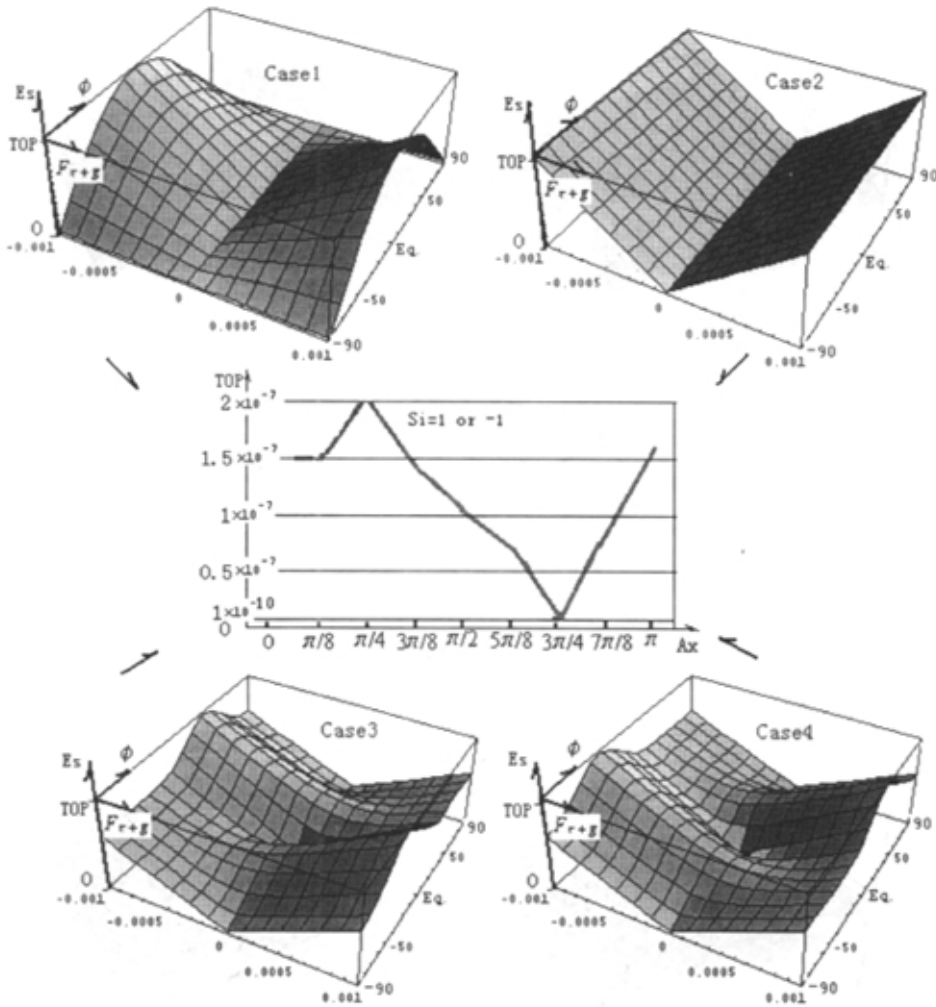 Case1
Es
Φ
TOP
Fr+g
0
-0.001
-0.0005
0
0.0005
0.001
-90
-50
Eq.
50
90
Case2
Es
Φ
TOP
Fr+g
0
-0.001
-0.0005
0
0.0005
0.001
-90
-50
Eq.
50
90
TOP
Si=1 or -1
2×10⁻⁷
1.5×10⁻⁷
1×10⁻⁷
0.5×10⁻⁷
1×10⁻¹⁰
0
0 π/8 π/4 3π/8 π/2 5π/8 3π/4 7π/8 π Ax
Case3
Es
Φ
TOP
Fr+g
0
-0.001
-0.0005
0
0.0005
0.001
-90
-50
Eq.
50
90
Case4
Es
Φ
TOP
Fr+g
0
-0.001
-0.0005
0
0.0005
0.001
-90
-50
Eq.
50
90